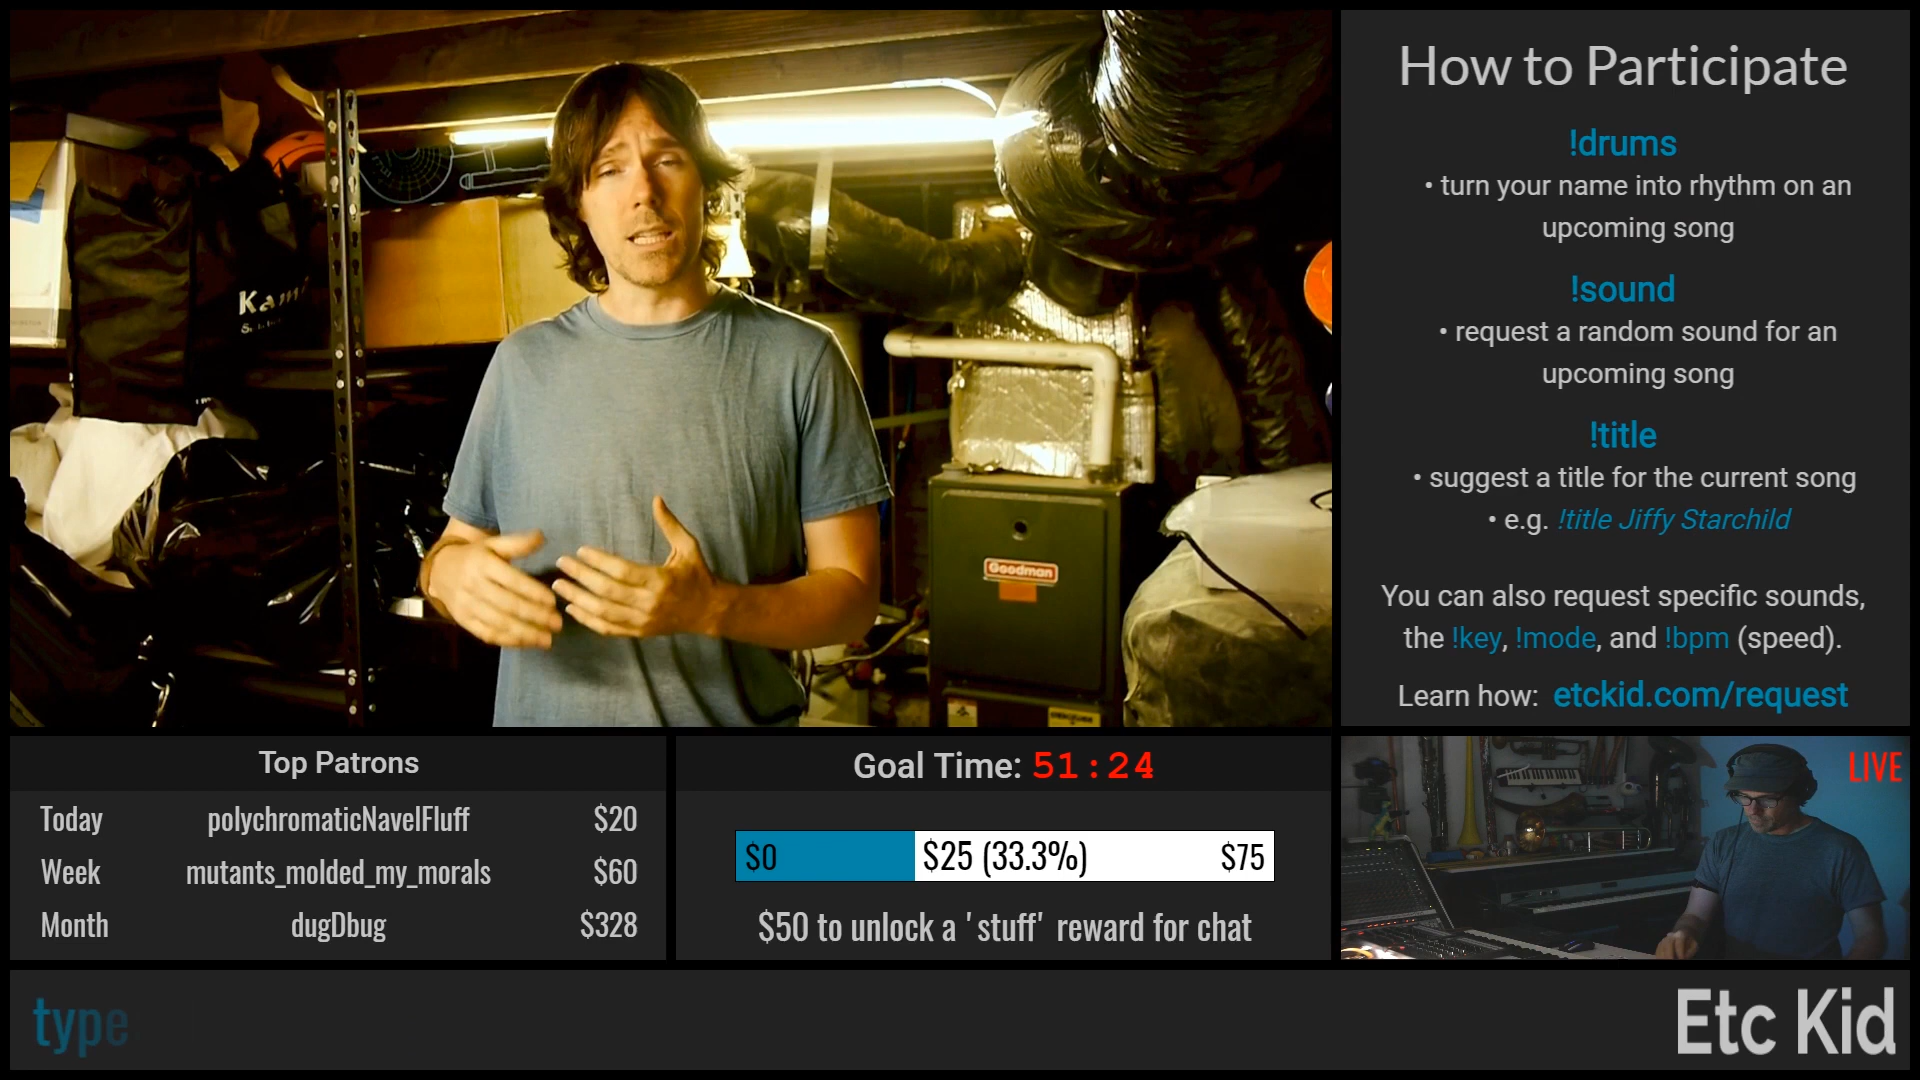 How to Participate
!drums
• turn your name into rhythm on an
upcoming song
!sound
• request a random sound for an
upcoming song
!title
• suggest a title for the current song
• e.g. !title Jiffy Starchild
You can also request specific sounds,
the !key, !mode, and !bpm (speed).
Learn how: etckid.com/request
Goodman
Top Patrons
Today polychromaticNavelFluff $20
Week mutants_molded_my_morals $60
Month dugDbug $328
Goal Time: 51:24
$0 $25 (33.3%) $75
$50 to unlock a 'stuff' reward for chat
LIVE
type
Etc Kid